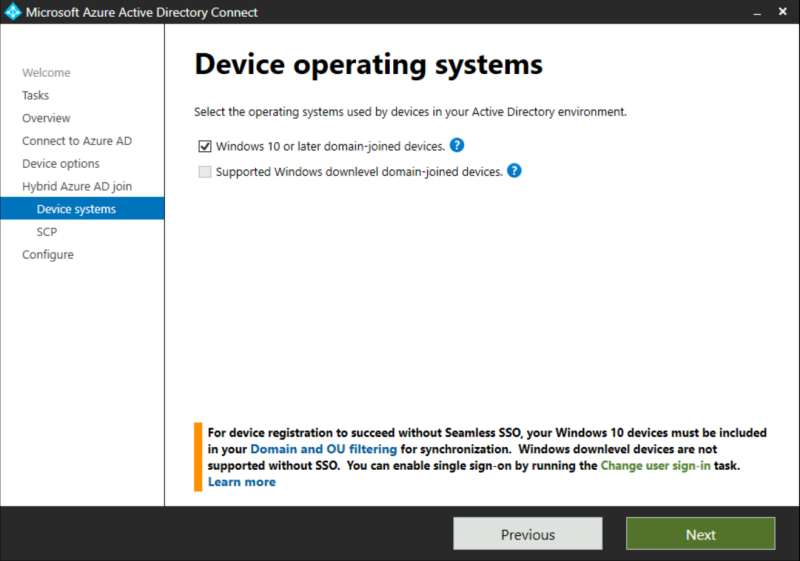 Microsoft Azure Active Directory Connect
Welcome
Tasks
Overview
Connect to Azure AD
Device options
Hybrid Azure AD join
Device systems
SCP
Configure
Device operating systems
Select the operating systems used by devices in your Active Directory environment.
Windows 10 or later domain-joined devices. ?
Supported Windows downlevel domain-joined devices. ?
For device registration to succeed without Seamless SSO, your Windows 10 devices must be included
in your Domain and OU filtering for synchronization.  Windows downlevel devices are not
supported without SSO.  You can enable single sign-on by running the Change user sign-in task.
Learn more
Previous
Next